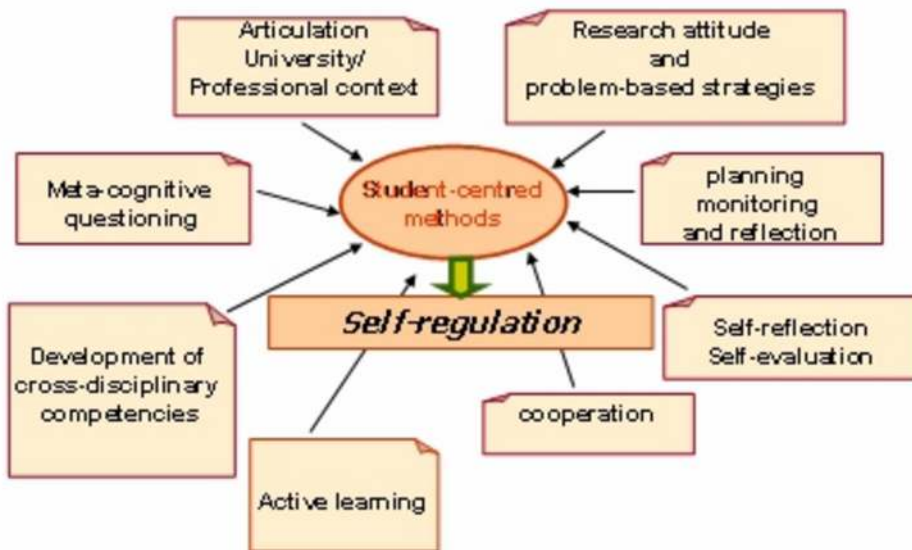 Articulation
University/
Professional context
Research attitude
and
problem-based strategies
Meta-cognitive
questioning
Student-centred
methods
planning
monitoring
and reflection
Self-regulation
Development of
cross-disciplinary
competencies
Self-reflection
Self-evaluation
cooperation
Active learning